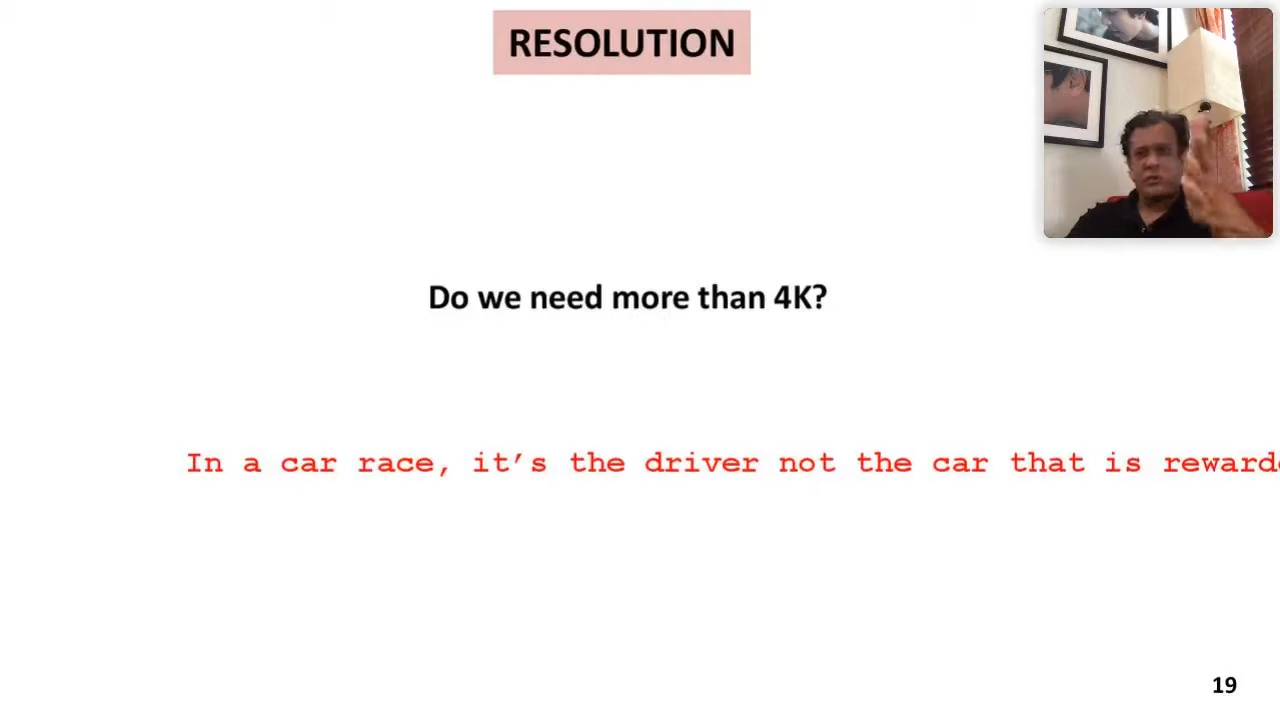 RESOLUTION
Do we need more than 4K?
In a car race, it’s the driver not the car that is
19